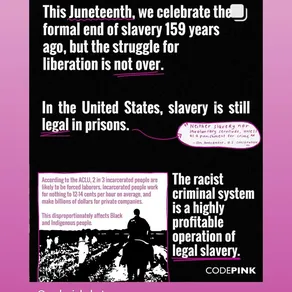 This Juneteenth, we celebrate the
formal end of slavery 159 years
ago, but the struggle for
liberation is not over.
In the United States, slavery is still
legal in prisons.
"Neither slavery nor
involuntary servitude, except
as a punishment for crime"
According to the ACLU, 2 in 3 incarcerated people are
likely to be forced laborers. Incarcerated people work
for nothing to 12-14 cents per hour on average, and
make billions of dollars for private companies.
This disproportionately affects Black
and Indigenous people.
The racist
criminal system
is a highly
profitable
operation of
legal slavery.
CODEPINK